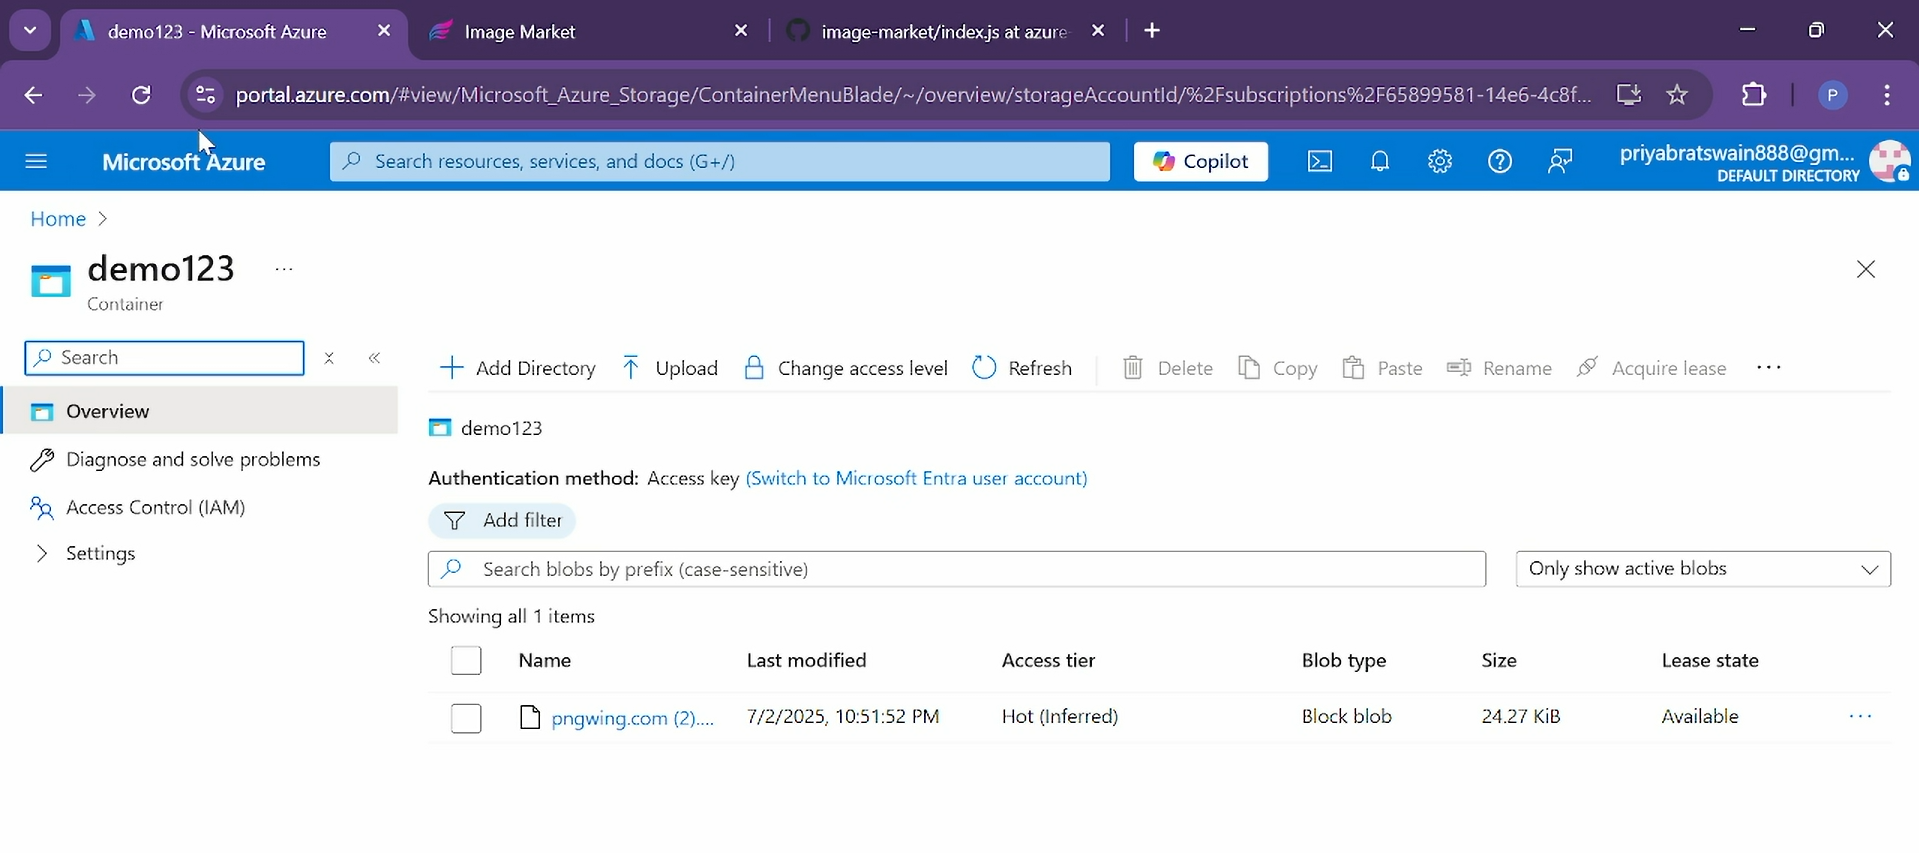 demo123 - Microsoft Azure
Image Market
image-market/index.js at azure-
portal.azure.com/#view/Microsoft_Azure_Storage/ContainerMenuBlade/~/overview/storageAccountId/%2Fsubscriptions%2F65899581-14e6-4c8f...
P
Microsoft Azure
Search resources, services, and docs (G+/)
Copilot
priyabratswain888@gm...
DEFAULT DIRECTORY
Home >
demo123 ...
Container
Search
Add Directory Upload Change access level Refresh Delete Copy Paste Rename Acquire lease ...
Overview
Diagnose and solve problems
Access Control (IAM)
Settings
demo123
Authentication method: Access key (Switch to Microsoft Entra user account)
Add filter
Search blobs by prefix (case-sensitive)
Only show active blobs
Showing all 1 items
Name Last modified Access tier Blob type Size Lease state
pngwing.com (2).... 7/2/2025, 10:51:52 PM Hot (Inferred) Block blob 24.27 KiB Available ...